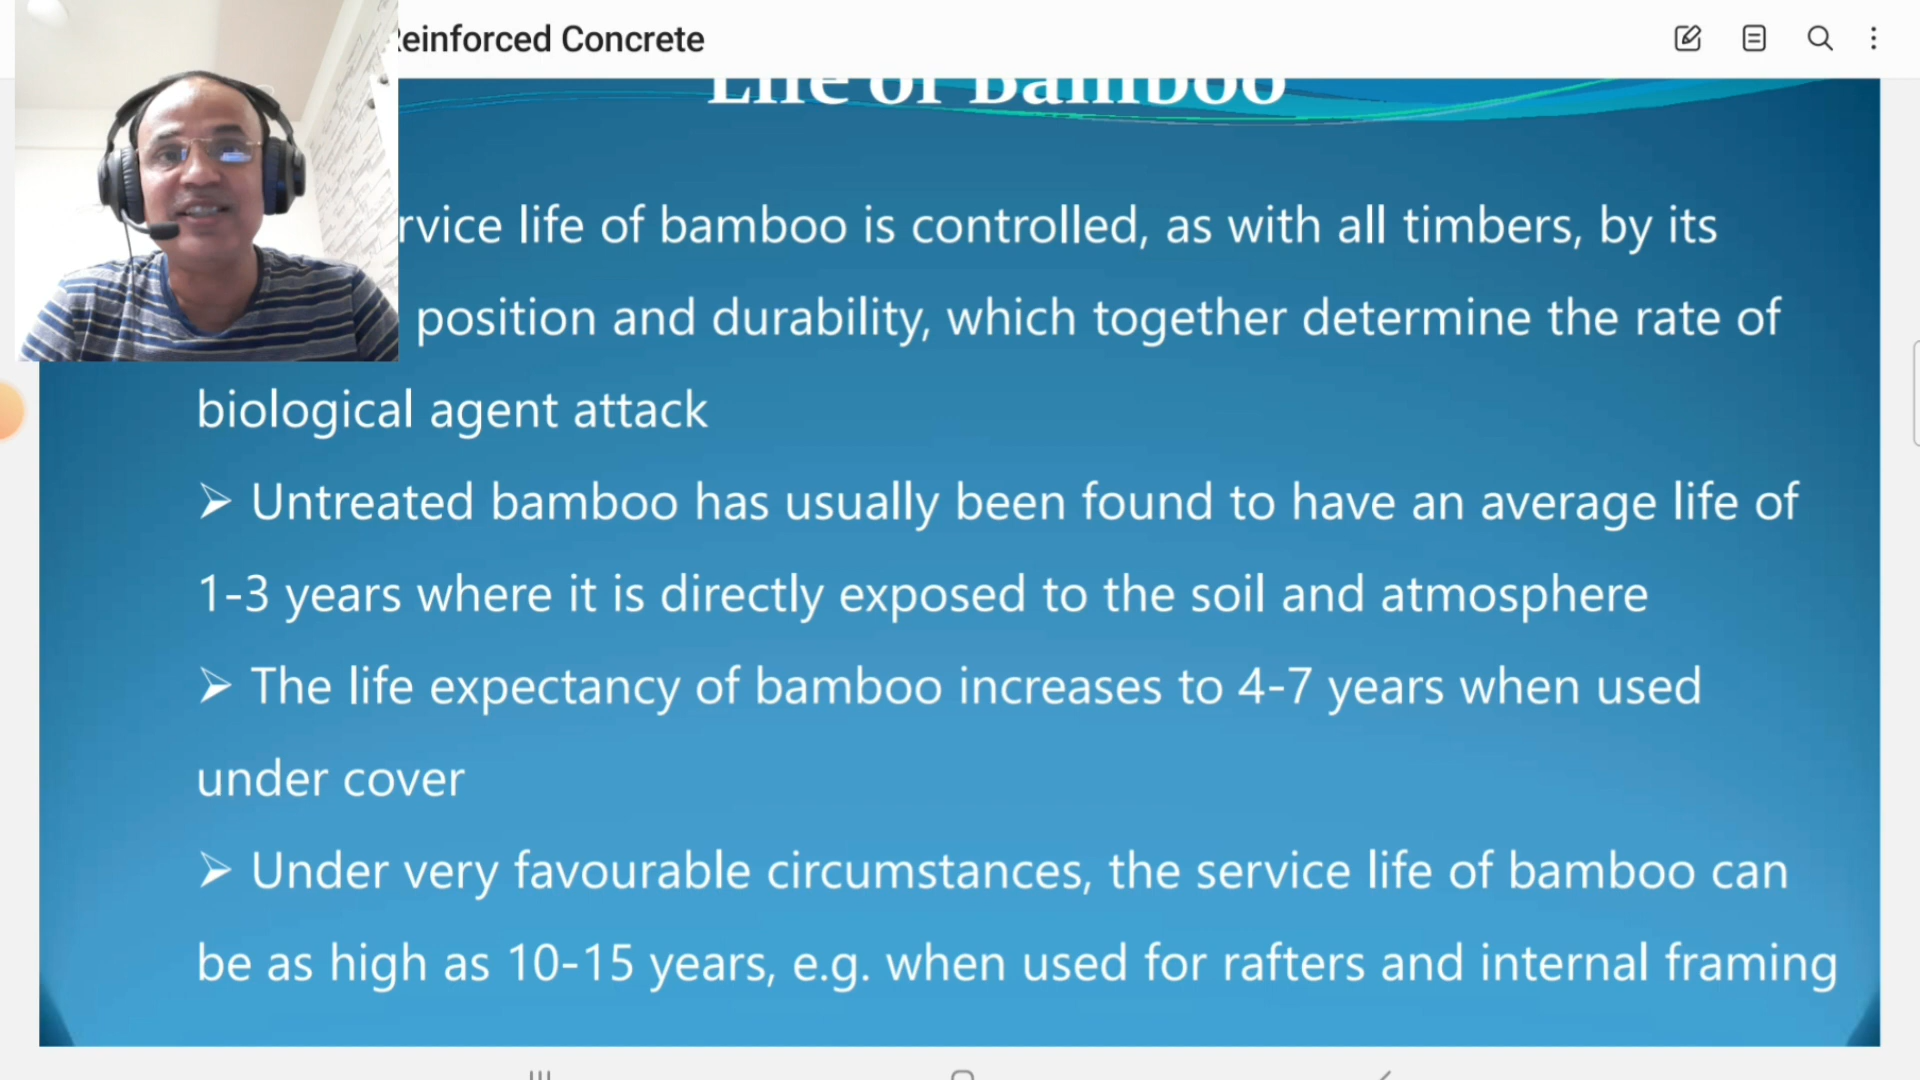 Reinforced Concrete
Life of Bamboo
rvice life of bamboo is controlled, as with all timbers, by its
position and durability, which together determine the rate of
biological agent attack
➢ Untreated bamboo has usually been found to have an average life of
1-3 years where it is directly exposed to the soil and atmosphere
➢ The life expectancy of bamboo increases to 4-7 years when used
under cover
➢ Under very favourable circumstances, the service life of bamboo can
be as high as 10-15 years, e.g. when used for rafters and internal framing